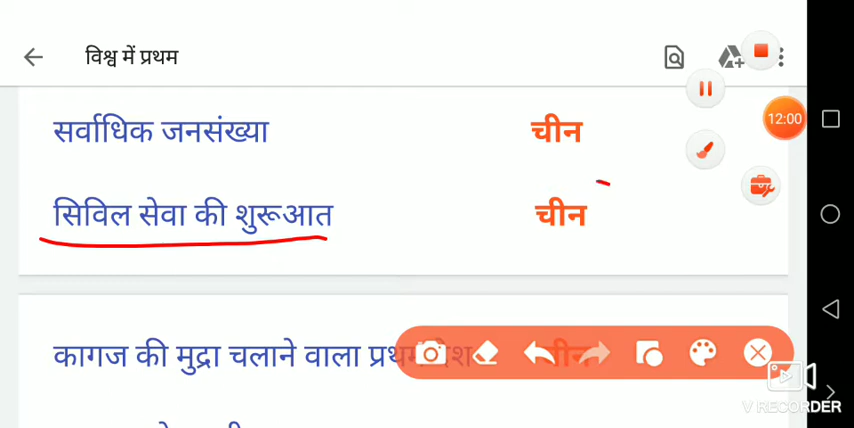 विश्व में प्रथम
12:00
सर्वाधिक जनसंख्या चीन
सिविल सेवा की शुरूआत चीन
कागज की मुद्रा चलाने वाला प्रथम देश चीन
V RECORDER